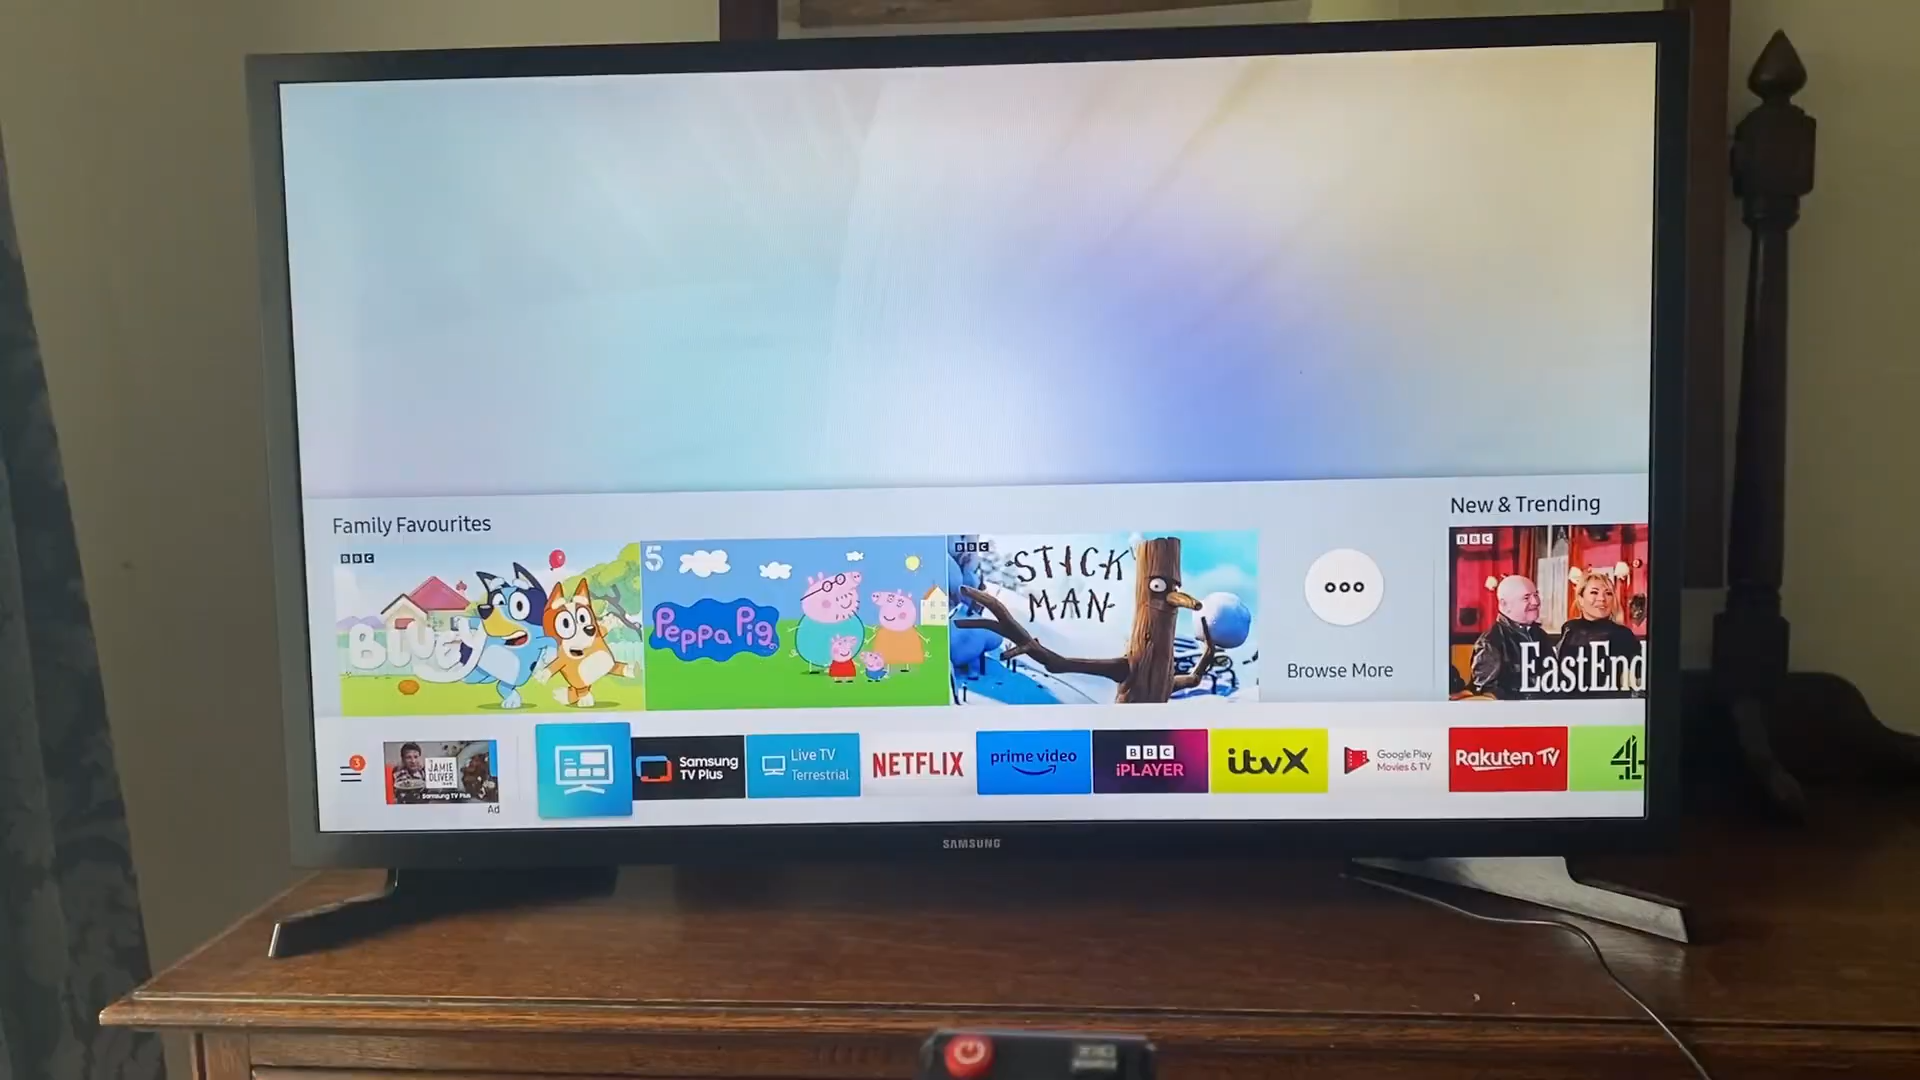 Family Favourites
New & Trending
BBC
Bluey
5
Peppa Pig
BBC
STICK
MAN
Browse More
BBC
EastEnd
3
JAMIE
OLIVER
Samsung TV Plus
Ad
Samsung
TV Plus
Live TV
Terrestrial
NETFLIX
prime video
BBC
iPLAYER
itvX
Google Play
Movies & TV
Rakuten TV
4
SAMSUNG